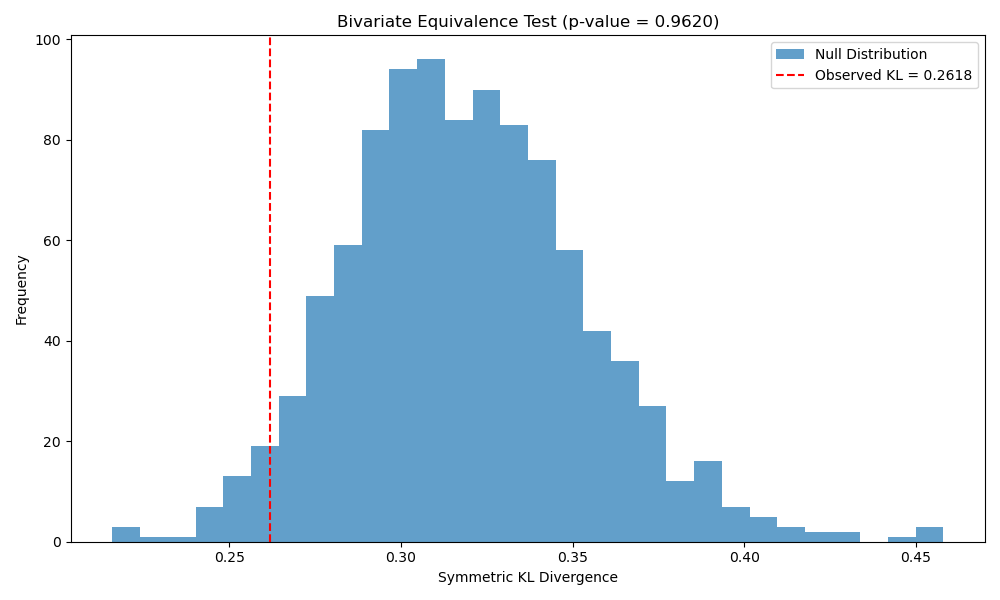 Bivariate Equivalence Test (p-value = 0.9620)
Null Distribution
Observed KL = 0.2618
Frequency
100
80
60
40
20
0
0.25
0.30
0.35
0.40
0.45
Symmetric KL Divergence